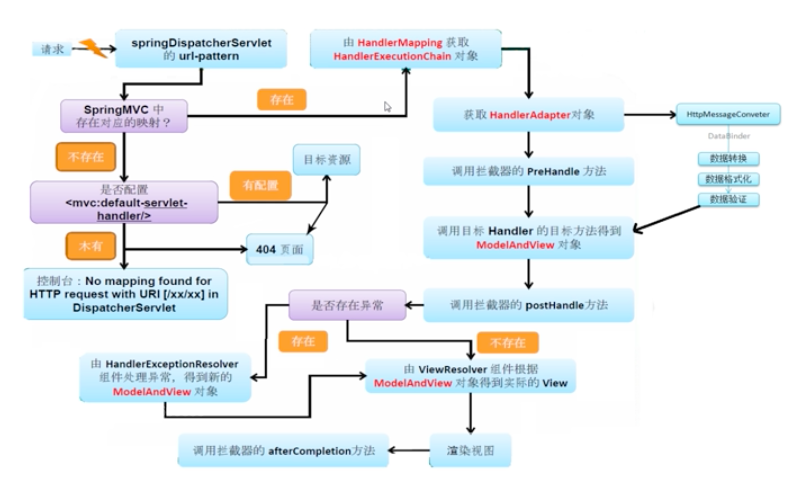 请求
springDispatcherServlet
的 url-pattern
由 HandlerMapping 获取
HandlerExecutionChain 对象
SpringMVC 中
存在对应的映射？
存在
获取 HandlerAdapter对象
HttpMessageConveter
DataBinder
数据转换
数据格式化
数据验证
不存在
目标资源
调用拦截器的 PreHandle 方法
是否配置
<mvc:default-servlet-
handler/>
有配置
调用目标 Handler 的目标方法得到
ModelAndView 对象
木有
404 页面
控制台：No mapping found for
HTTP request with URI [/xx/xx] in
DispatcherServlet
是否存在异常
调用拦截器的 postHandle方法
存在
不存在
由 HandlerExceptionResolver
组件处理异常，得到新的
ModelAndView 对象
由 ViewResolver 组件根据
ModelAndView 对象得到实际的 View
调用拦截器的 afterCompletion方法
渲染视图